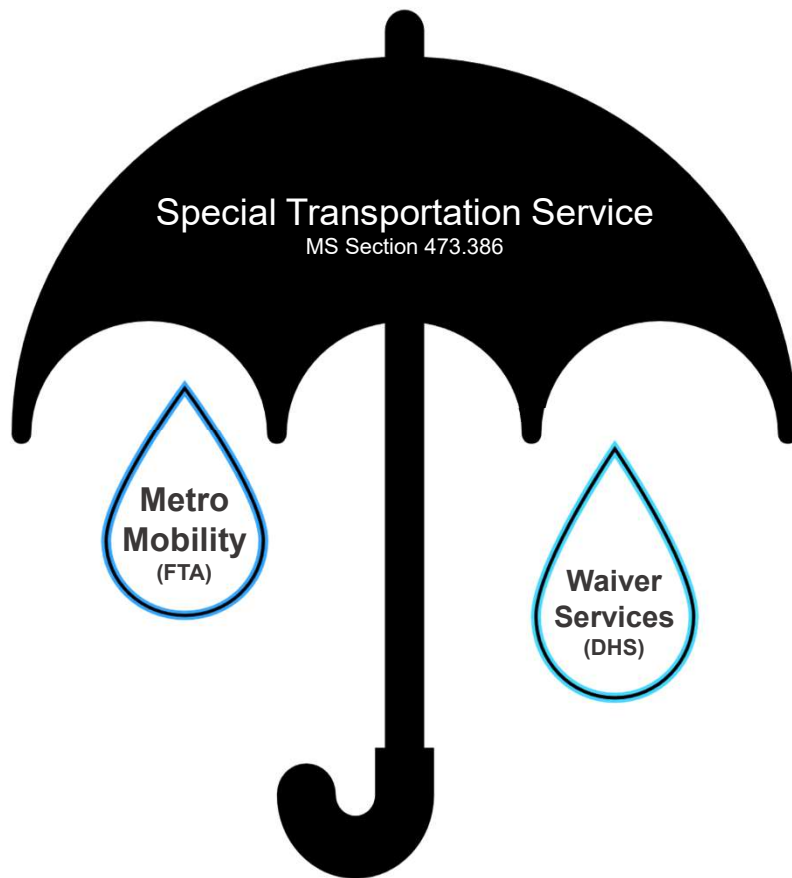 Special Transportation Service
MS Section 473.386
Metro
Mobility
(FTA)
Waiver
Services
(DHS)